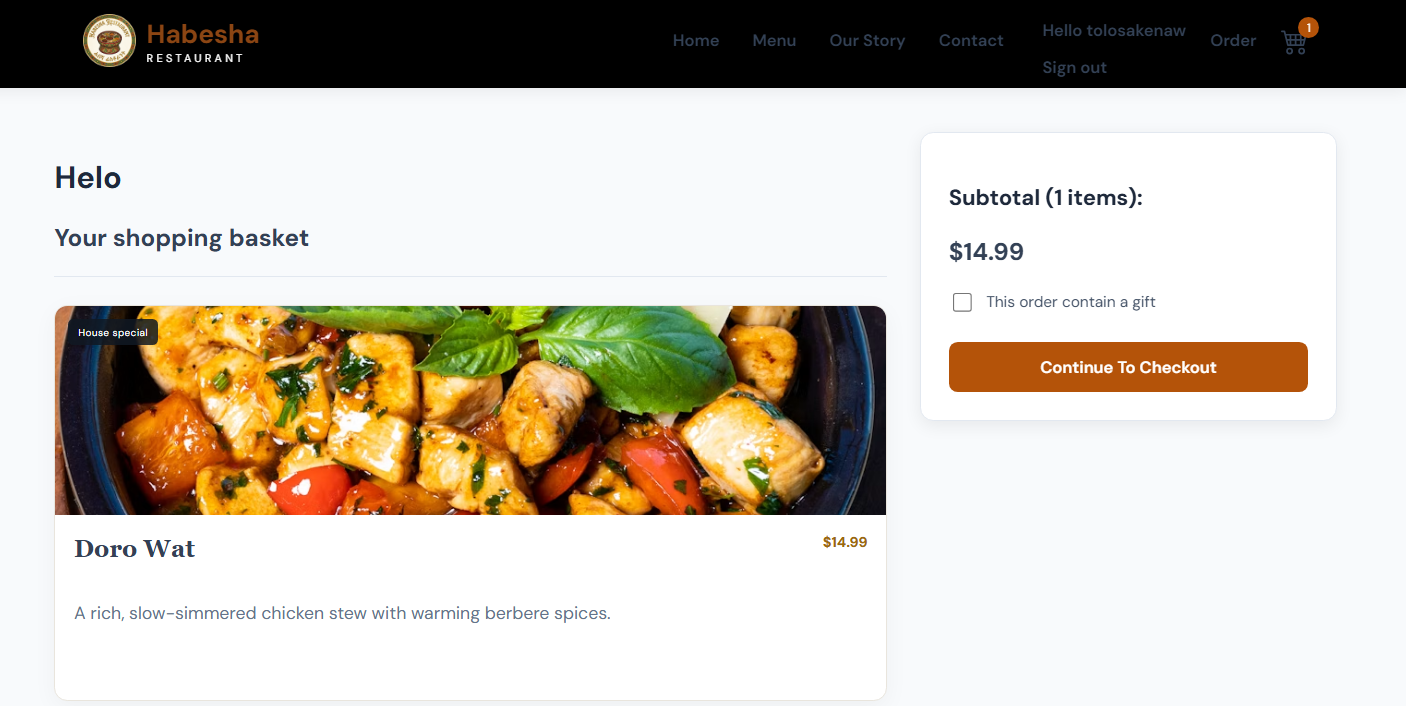 Habesha
RESTAURANT
Home
Menu
Our Story
Contact
Hello tolosakenaw
Sign out
Order
1
Helo
Your shopping basket
House special
Doro Wat
$14.99
A rich, slow-simmered chicken stew with warming berbere spices.
Subtotal (1 items):
$14.99
This order contain a gift
Continue To Checkout